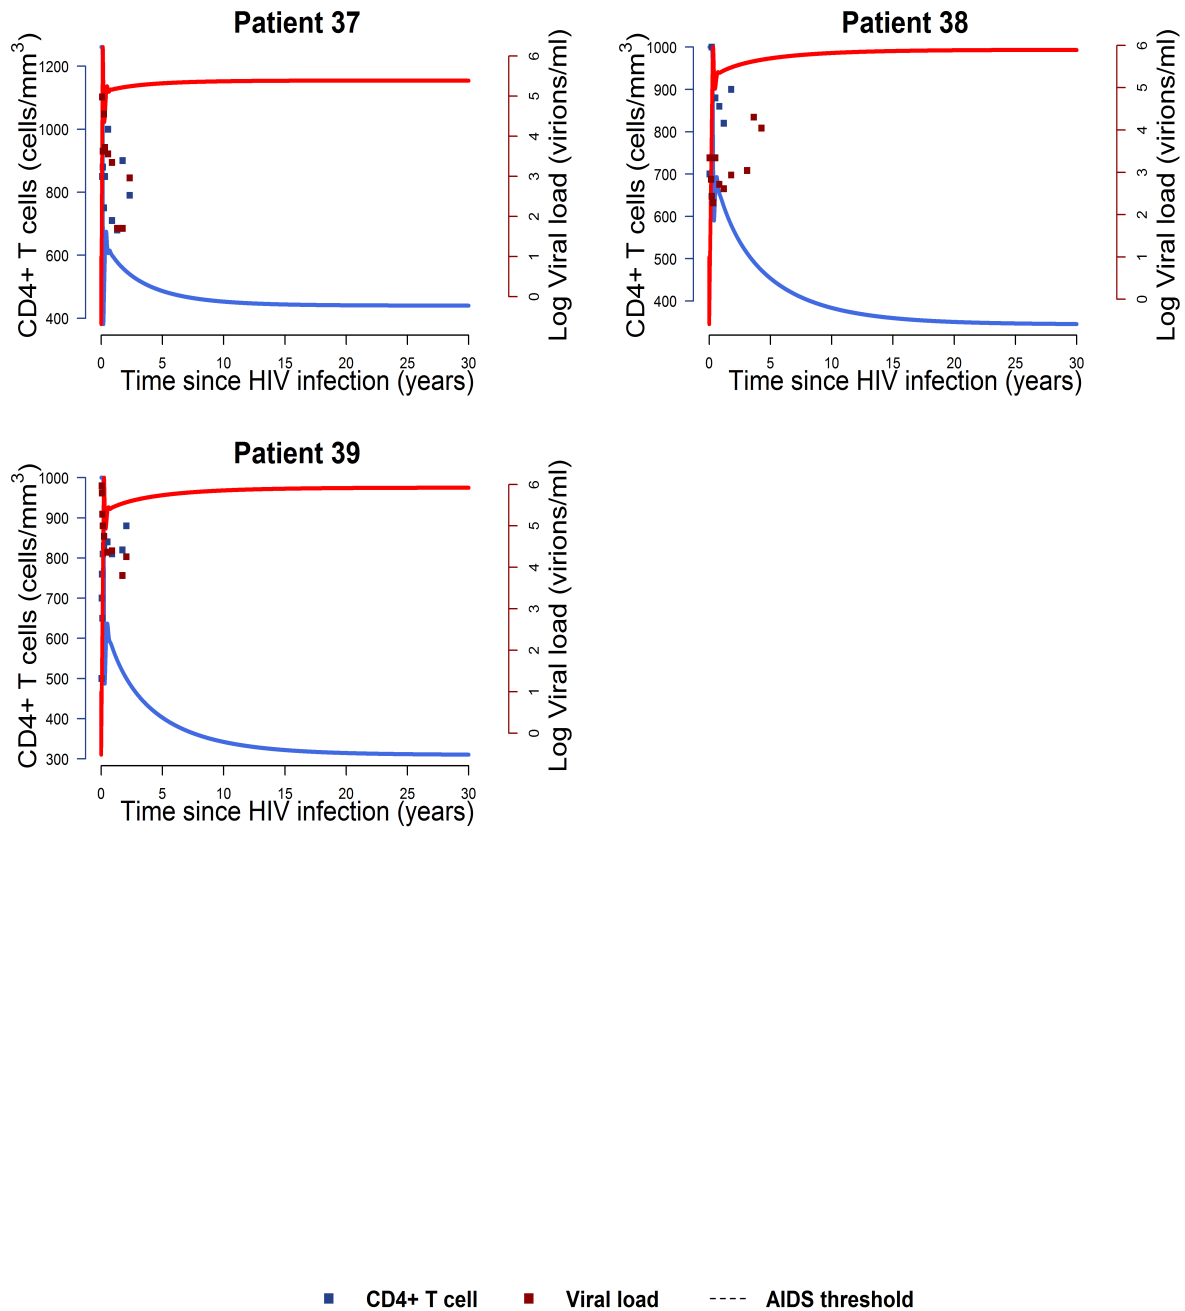 Patient 37
CD4+ T cells (cells/mm³)
1200
1000
800
600
400
6
5
4
3
2
1
0
Log Viral load (virions/ml)
0 5 10 15 20 25 30
Time since HIV infection (years)
Patient 38
CD4+ T cells (cells/mm³)
1000
900
800
700
600
500
400
6
5
4
3
2
1
0
Log Viral load (virions/ml)
0 5 10 15 20 25 30
Time since HIV infection (years)
Patient 39
CD4+ T cells (cells/mm³)
1000
900
800
700
600
500
400
300
6
5
4
3
2
1
0
Log Viral load (virions/ml)
0 5 10 15 20 25 30
Time since HIV infection (years)
CD4+ T cell Viral load AIDS threshold